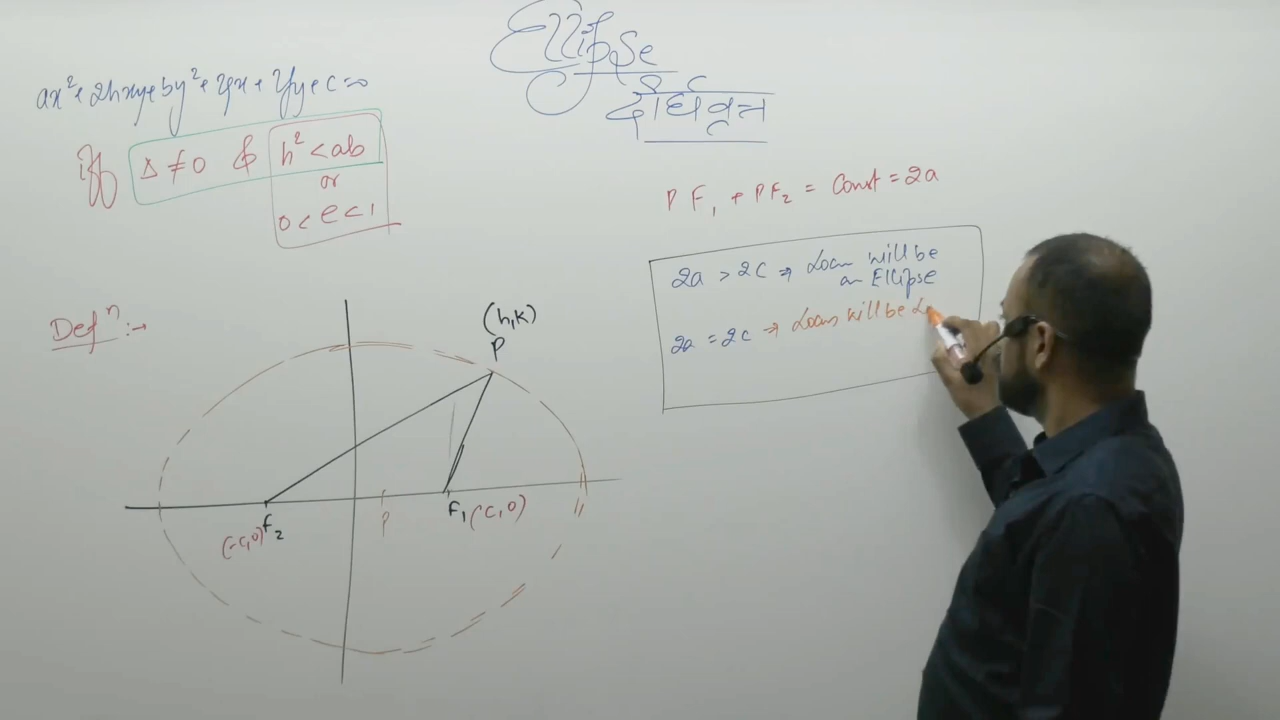 Ellipse
दीर्घवृत्त
ax² + 2hxy + by² + 2gx + 2fy + c = 0
iff Δ ≠ 0 & h² < ab
or
0 < e < 1
PF₁ + PF₂ = Const = 2a
2a > 2c ⇒ Locus will be
an Ellipse
2a = 2c ⇒ Locus will be
Defⁿ :-
(h,k)
P
F₁ (c,0)
(-c,0) F₂
P